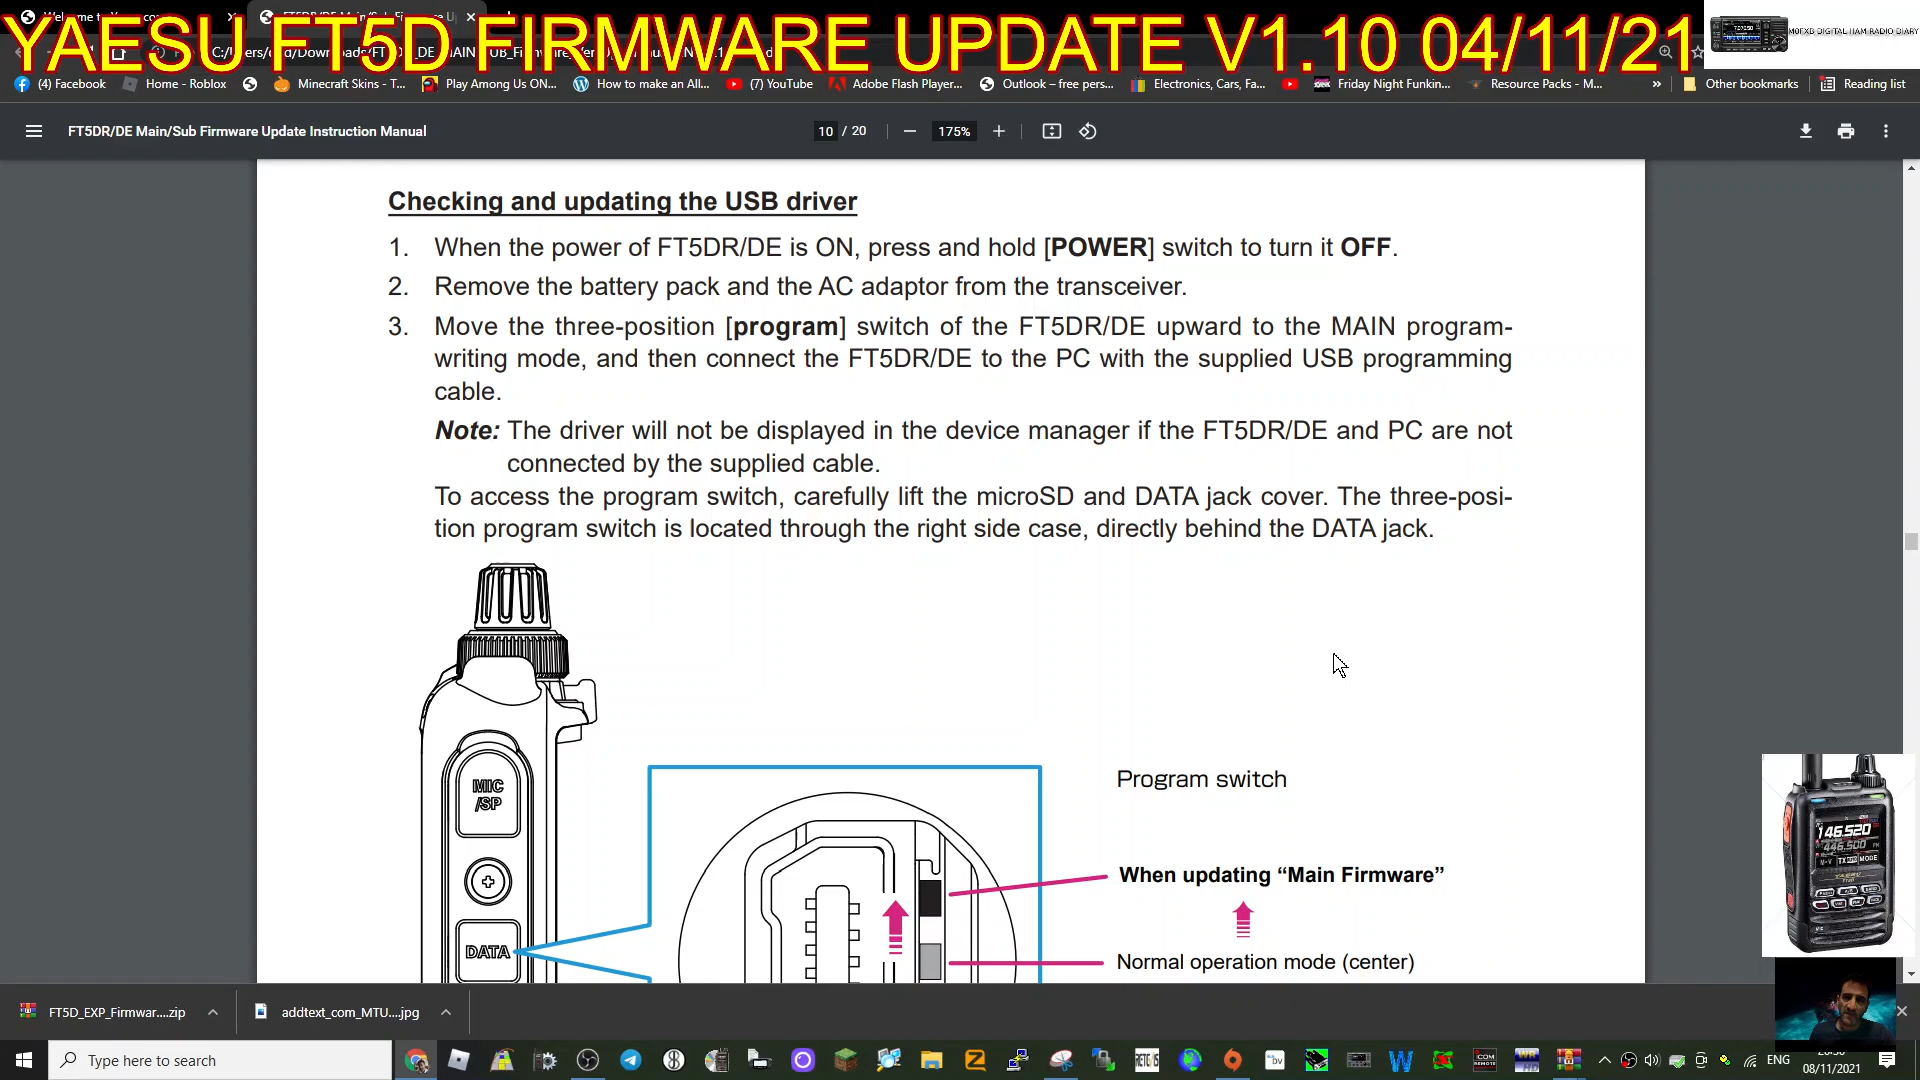 YAESU FT5D FIRMWARE UPDATE V1.10 04/11/21
M0FXB DIGITAL HAM RADIO DIARY
(4) Facebook
Home - Roblox
Minecraft Skins - T...
Play Among Us ON...
How to make an All...
(7) YouTube
Adobe Flash Player...
Outlook – free pers...
Electronics, Cars, Fa...
Friday Night Funkin...
Resource Packs - M...
»
Other bookmarks
Reading list
FT5DR/DE Main/Sub Firmware Update Instruction Manual
10 / 20
175%
Checking and updating the USB driver
1. When the power of FT5DR/DE is ON, press and hold [POWER] switch to turn it OFF.
2. Remove the battery pack and the AC adaptor from the transceiver.
3. Move the three-position [program] switch of the FT5DR/DE upward to the MAIN program-
writing mode, and then connect the FT5DR/DE to the PC with the supplied USB programming
cable.
Note: The driver will not be displayed in the device manager if the FT5DR/DE and PC are not
connected by the supplied cable.
To access the program switch, carefully lift the microSD and DATA jack cover. The three-posi-
tion program switch is located through the right side case, directly behind the DATA jack.
MIC
/SP
DATA
Program switch
When updating “Main Firmware”
Normal operation mode (center)
146.520
446.500
MODE
FT5D_EXP_Firmwar....zip
addtext_com_MTU....jpg
Type here to search
ENG
08/11/2021